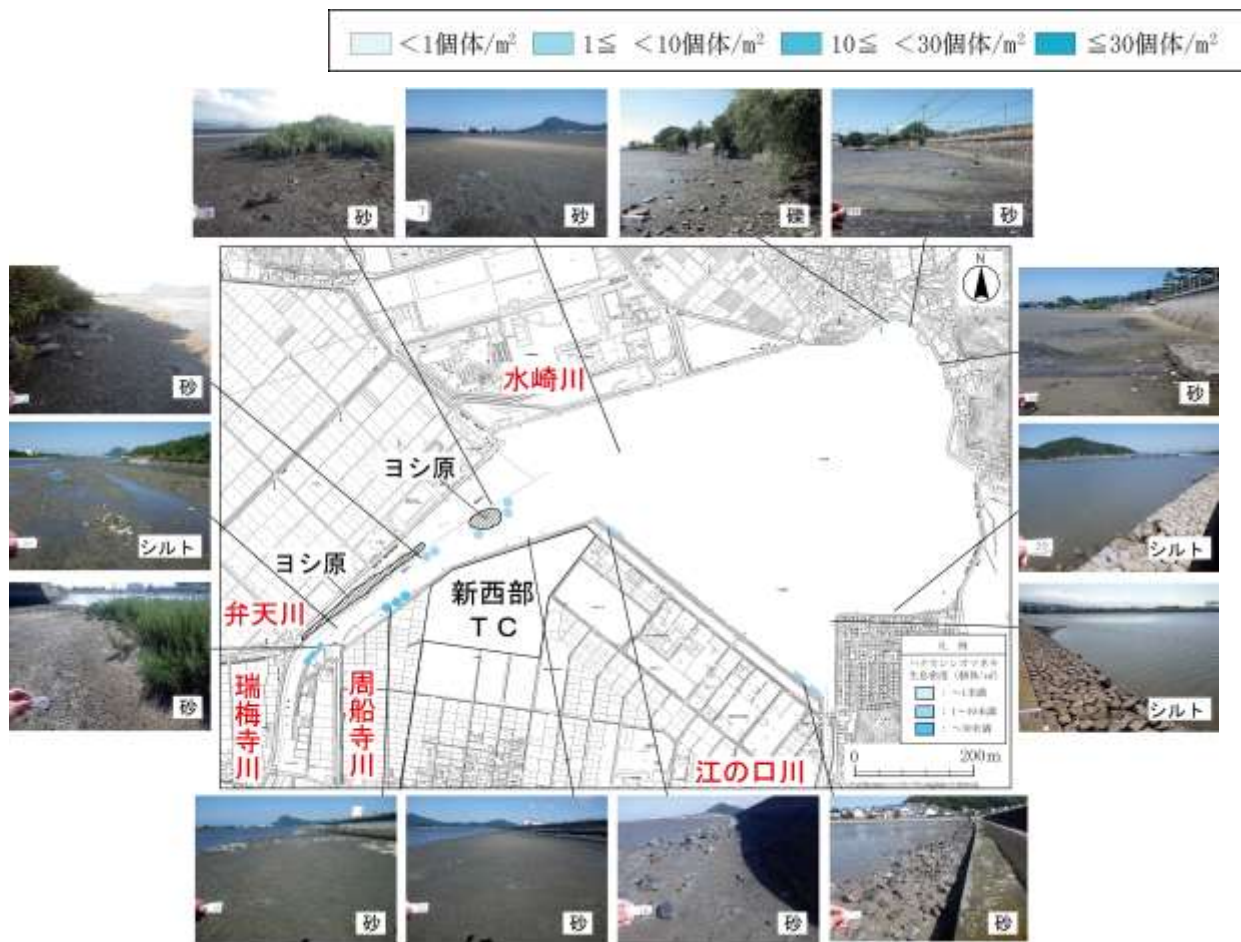 <1個体/m² 1≦ <10個体/m² 10≦ <30個体/m² ≦30個体/m²
砂
砂
礫
砂
N
砂
水崎川
砂
ヨシ原
シルト
シルト
ヨシ原
新西部
TC
弁天川
凡例
シルト
砂
瑞梅寺川
周船寺川
江の口川
0 200m
砂
砂
砂
砂